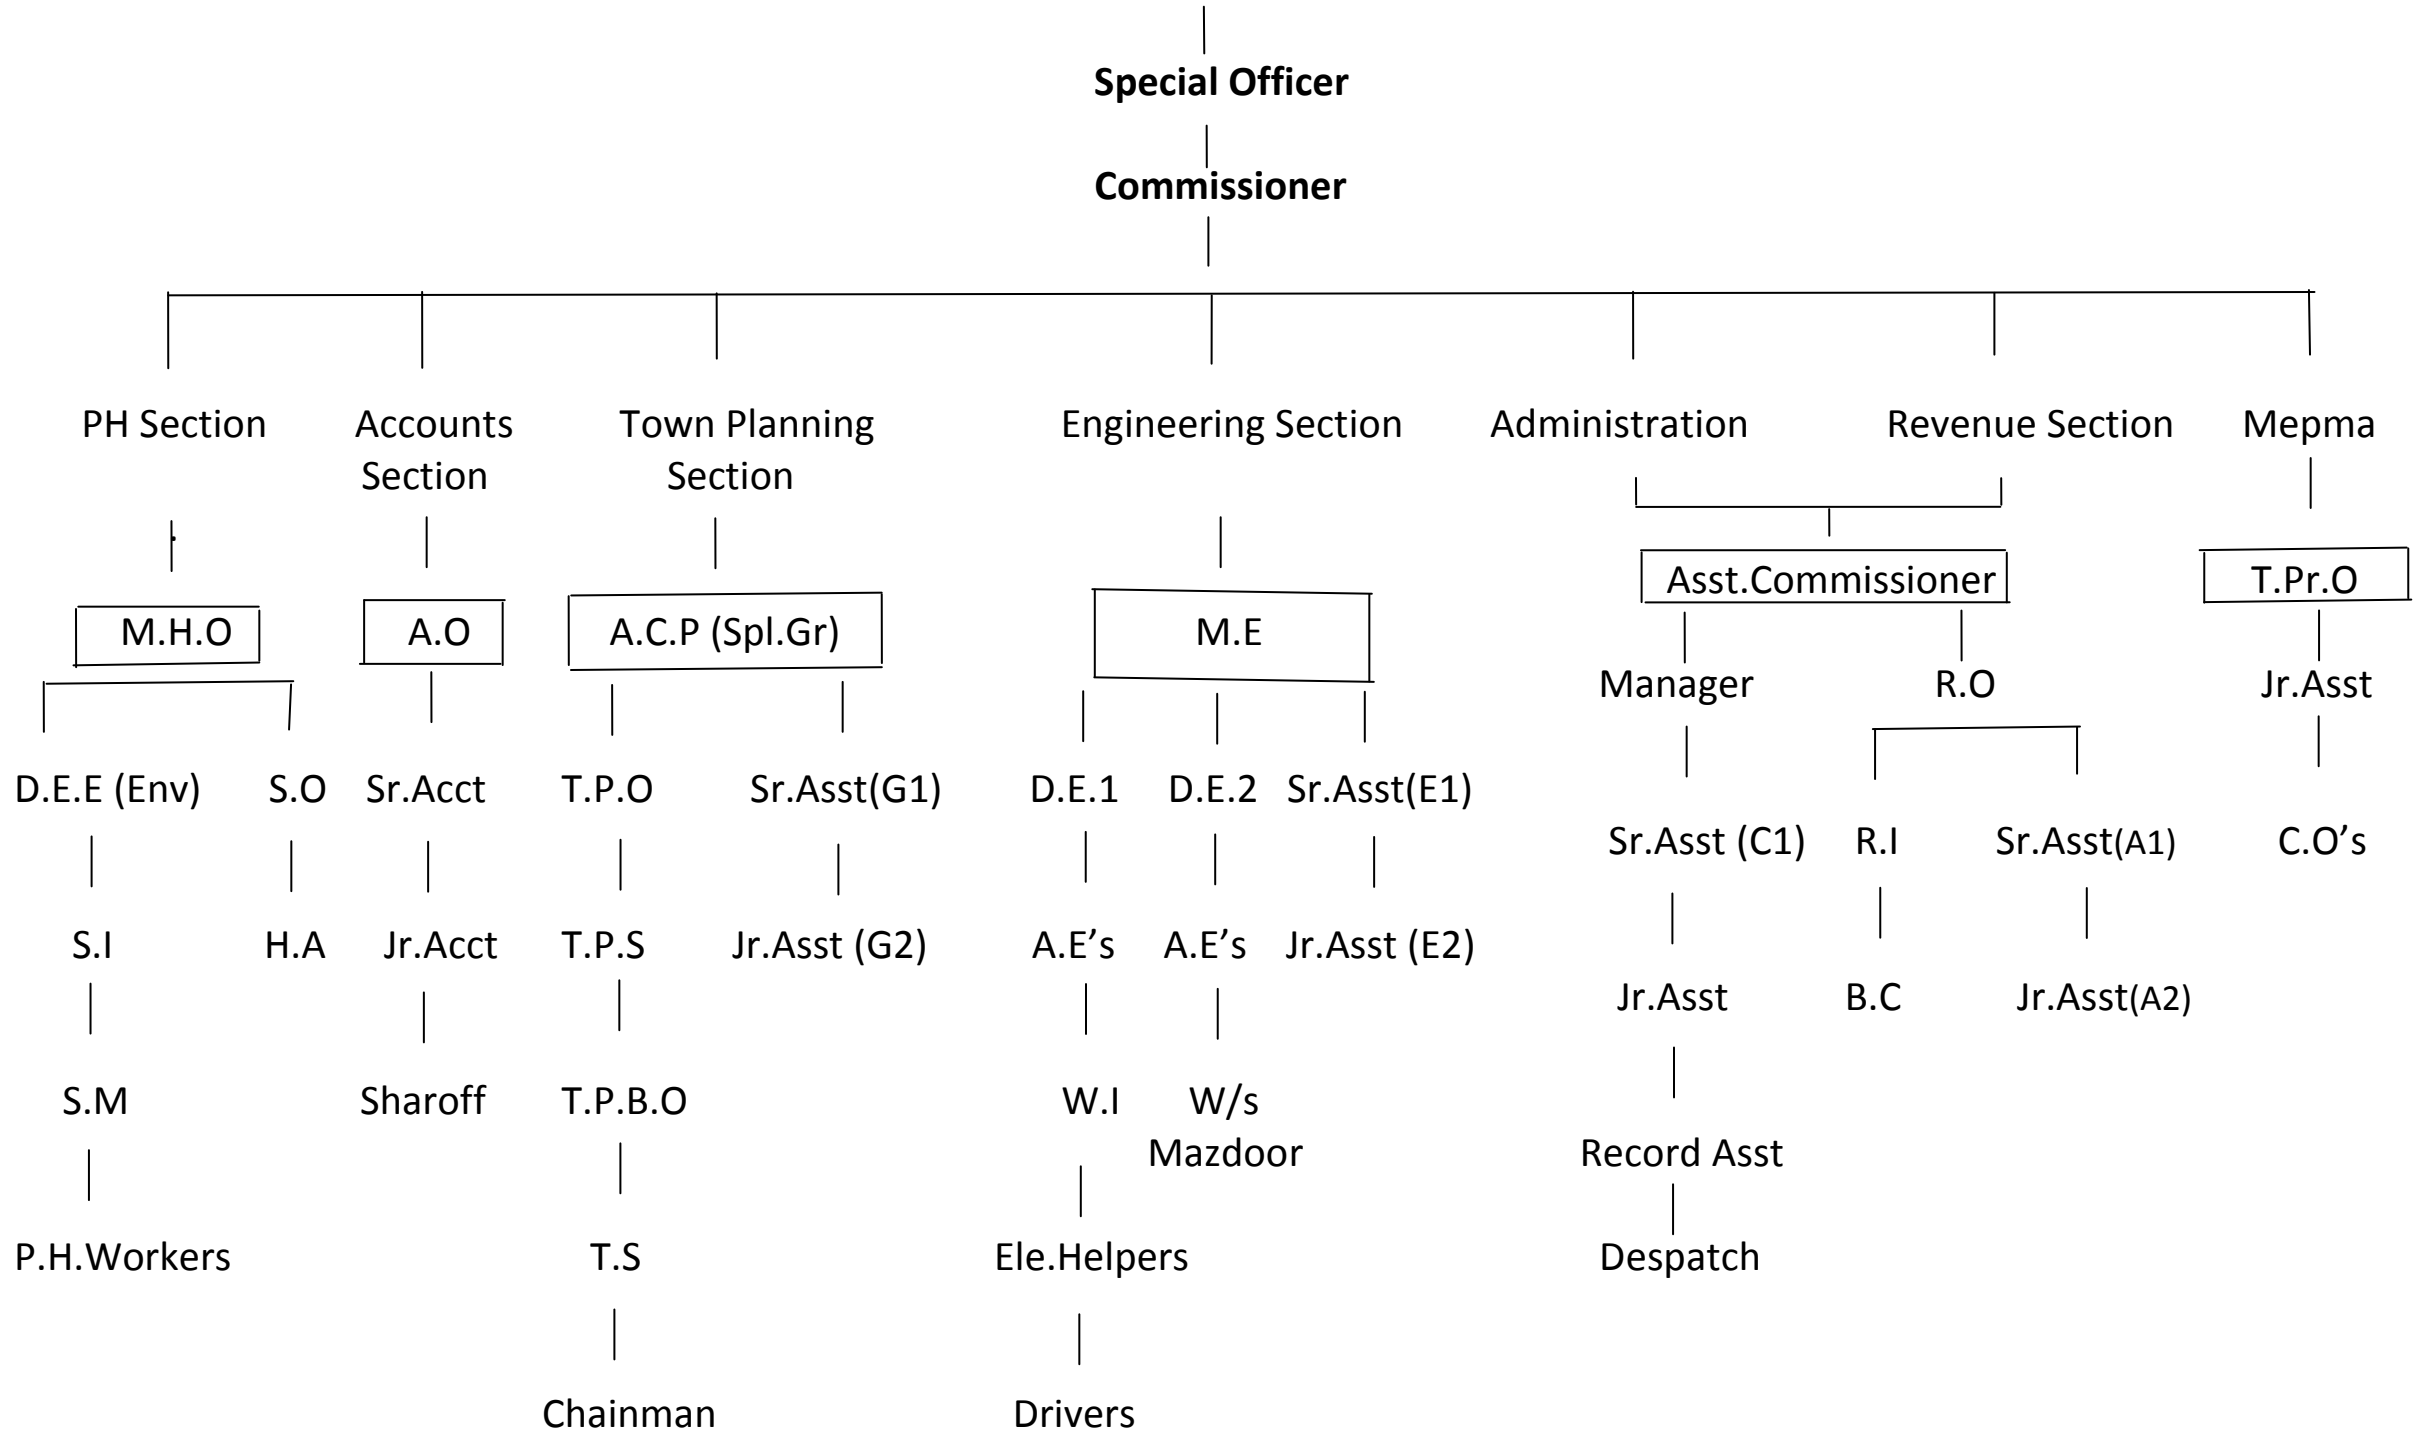 Special Officer
Commissioner
PH Section
Accounts
Section
Town Planning
Section
Engineering Section
Administration
Revenue Section
Mepma
M.H.O
A.O
A.C.P (Spl.Gr)
M.E
Asst.Commissioner
T.Pr.O
Manager
R.O
Jr.Asst
D.E.E (Env)
S.O
Sr.Acct
T.P.O
Sr.Asst(G1)
D.E.1
D.E.2
Sr.Asst(E1)
Sr.Asst (C1)
R.I
Sr.Asst(A1)
C.O’s
S.I
H.A
Jr.Acct
T.P.S
Jr.Asst (G2)
A.E’s
A.E’s
Jr.Asst (E2)
Jr.Asst
B.C
Jr.Asst(A2)
S.M
Sharoff
T.P.B.O
W.I
W/s
Mazdoor
Record Asst
P.H.Workers
T.S
Ele.Helpers
Despatch
Chainman
Drivers